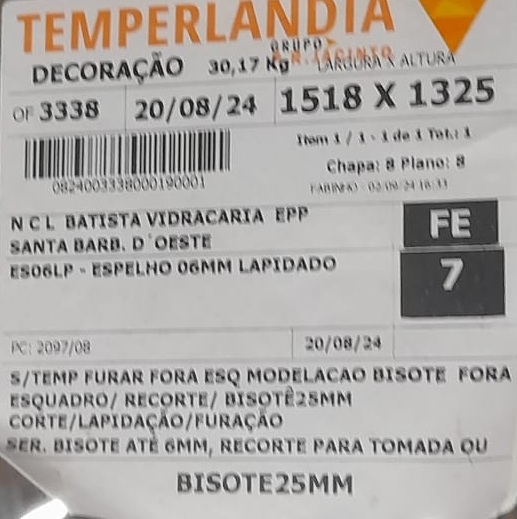 TEMPERLANDIA
GRUPO
R.JACINTO
DECORAÇÃO 30,17 Kg LARGURA X ALTURA
OF 3338 20/08/24 1518 X 1325
Item 1 / 1 - 1 de 1 Tot.: 1
Chapa: 8 Plano: 8
0824003338000190001
N C L BATISTA VIDRACARIA EPP
SANTA BARB. D´OESTE
FE
ES06LP - ESPELHO 06MM LAPIDADO
7
PC: 2097/08 20/08/24
S/TEMP FURAR FORA ESQ MODELACAO BISOTE FORA
ESQUADRO/ RECORTE/ BISOTÊ25MM
CORTE/LAPIDAÇÃO/FURAÇÃO
SER. BISOTE ATÉ 6MM, RECORTE PARA TOMADA OU
BISOTE25MM